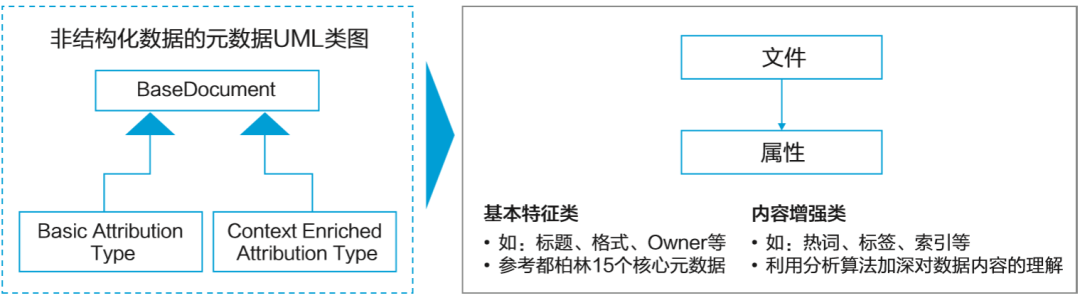 非结构化数据的元数据UML类图
BaseDocument
Basic Attribution
Type
Context Enriched
Attribution Type
文件
属性
基本特征类
• 如：标题、格式、Owner等
• 参考都柏林15个核心元数据
内容增强类
• 如：热词、标签、索引等
• 利用分析算法加深对数据内容的理解